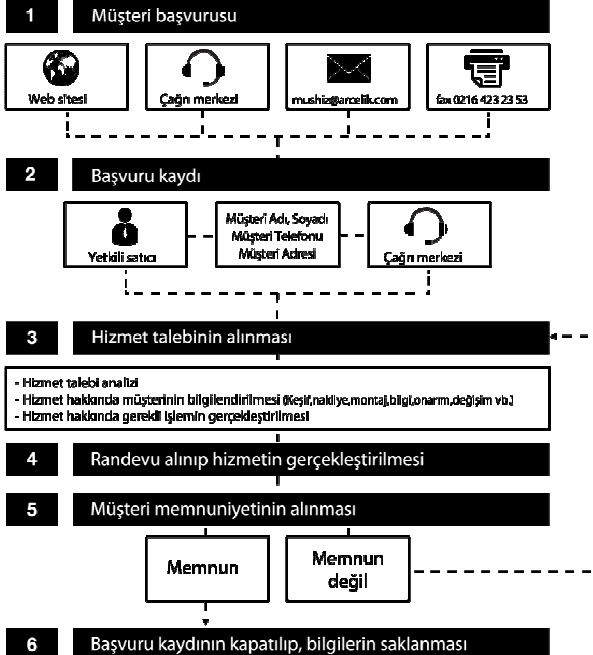 1 Müşteri başvurusu
Web sitesi
Çağrı merkezi
mushiz@arcelik.com
fax 0216 423 23 53
2 Başvuru kaydı
Yetkili satıcı
Müşteri Adı, Soyadı
Müşteri Telefonu
Müşteri Adresi
Çağrı merkezi
3 Hizmet talebinin alınması
- Hizmet talebi analizi
- Hizmet hakkında müşterinin bilgilendirilmesi (Keşif,nakliye,montaj,bilgi,onarım,değişim vb.)
- Hizmet hakkında gerekli işlemin gerçekleştirilmesi
4 Randevu alınıp hizmetin gerçekleştirilmesi
5 Müşteri memnuniyetinin alınması
Memnun
Memnun
değil
6 Başvuru kaydının kapatılıp, bilgilerin saklanması